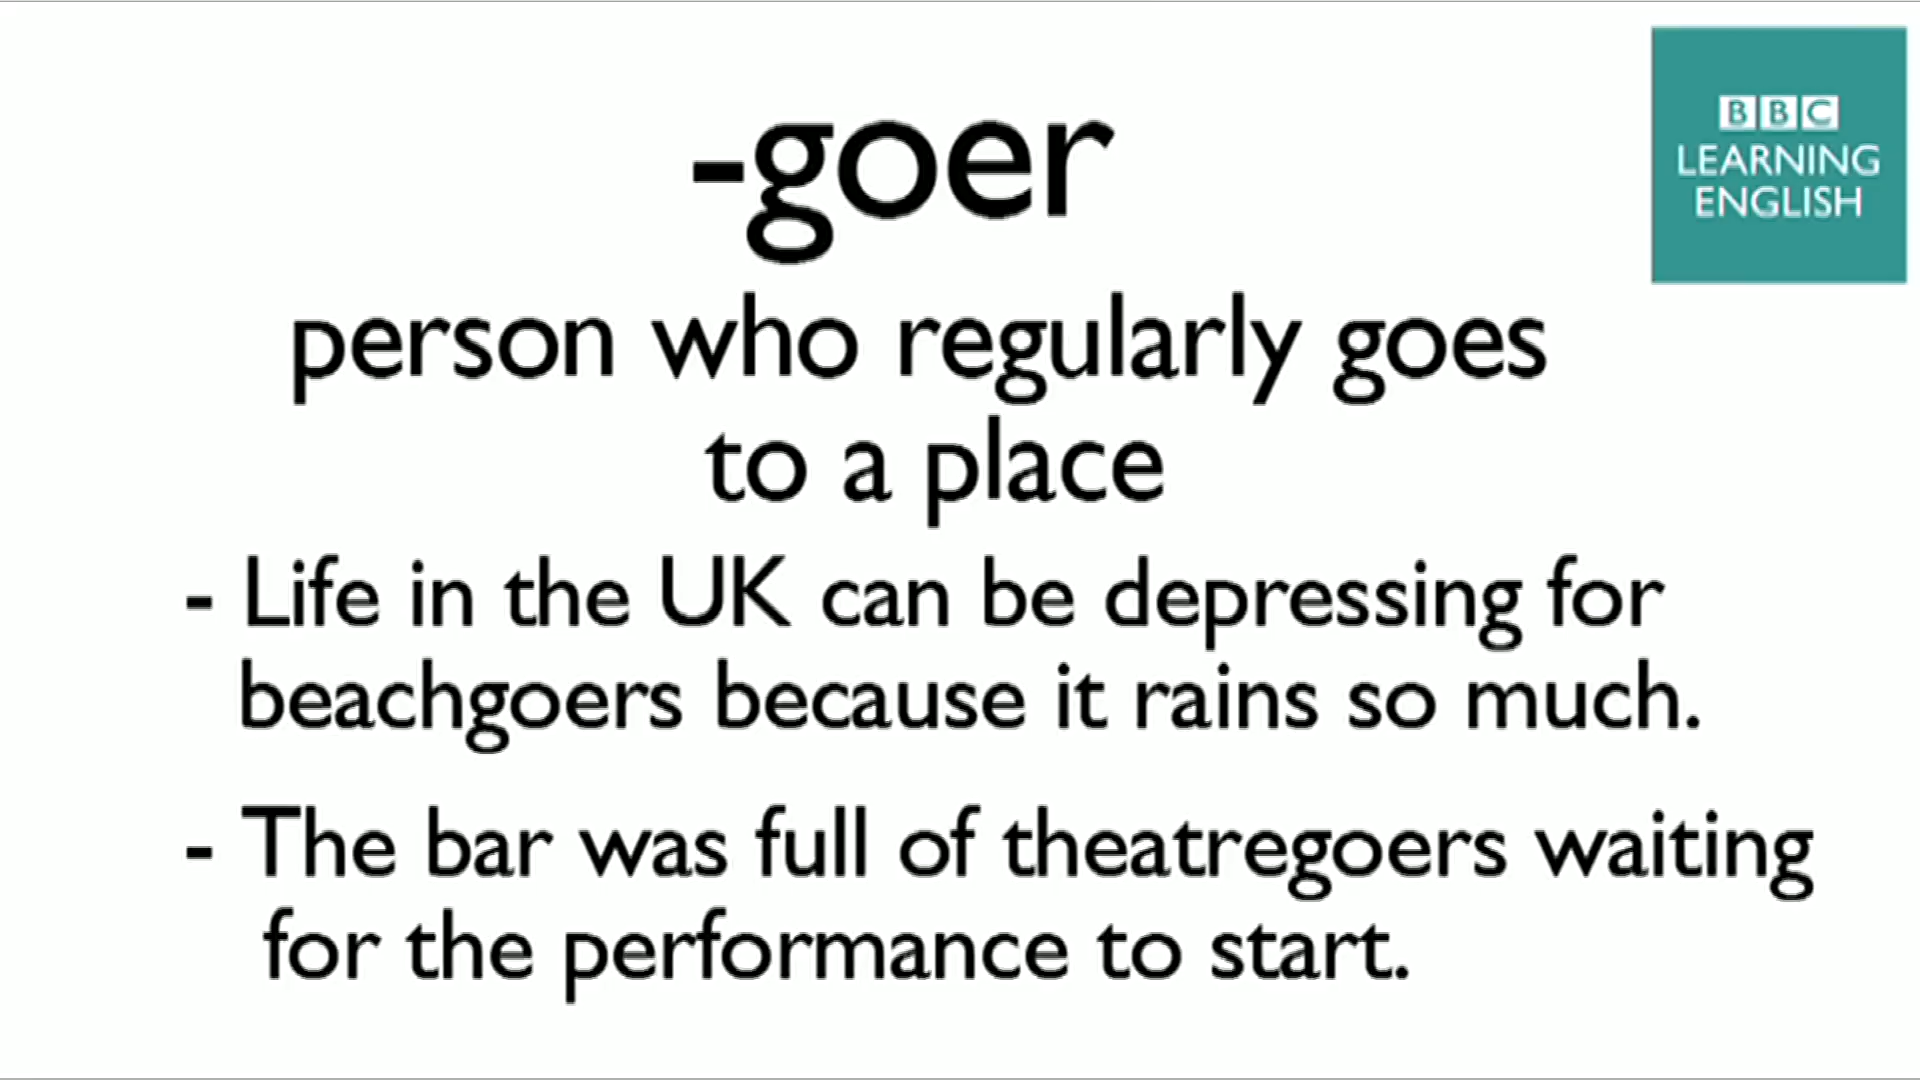 -goer
BBC
LEARNING
ENGLISH
person who regularly goes
to a place
- Life in the UK can be depressing for
beachgoers because it rains so much.
- The bar was full of theatregoers waiting
for the performance to start.